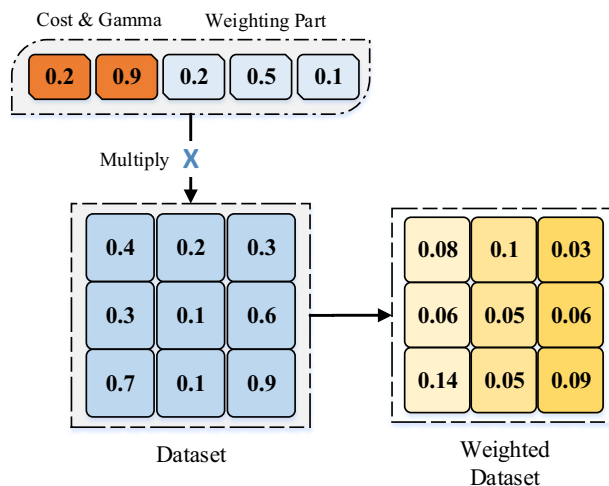 Cost & Gamma Weighting Part
0.2 0.9 0.2 0.5 0.1
Multiply X
0.4 0.2 0.3
0.3 0.1 0.6
0.7 0.1 0.9
Dataset
0.08 0.1 0.03
0.06 0.05 0.06
0.14 0.05 0.09
Weighted
Dataset